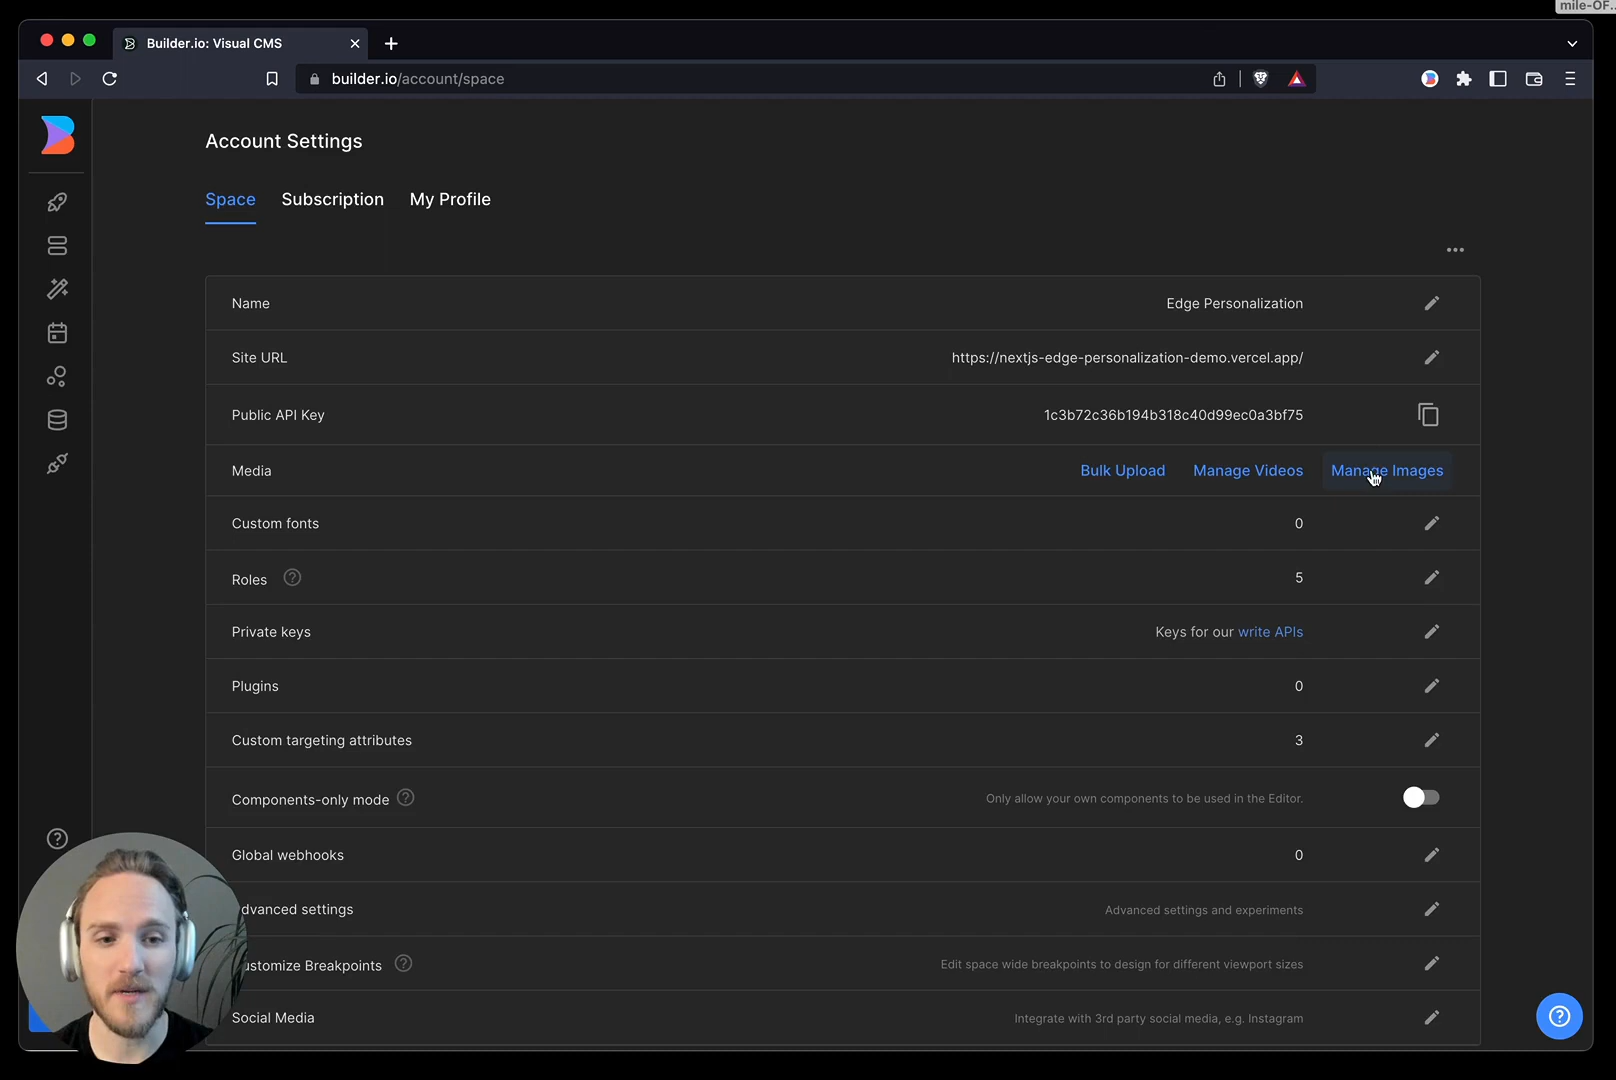 mile-OF..
Builder.io: Visual CMS
builder.io/account/space
Account Settings
Space Subscription My Profile
Name Edge Personalization
Site URL https://nextjs-edge-personalization-demo.vercel.app/
Public API Key 1c3b72c36b194b318c40d99ec0a3bf75
Media Bulk Upload Manage Videos Manage Images
Custom fonts 0
Roles 5
Private keys Keys for our write APIs
Plugins 0
Custom targeting attributes 3
Components-only mode Only allow your own components to be used in the Editor.
Global webhooks 0
dvanced settings Advanced settings and experiments
ustomize Breakpoints Edit space wide breakpoints to design for different viewport sizes
Social Media Integrate with 3rd party social media, e.g. Instagram